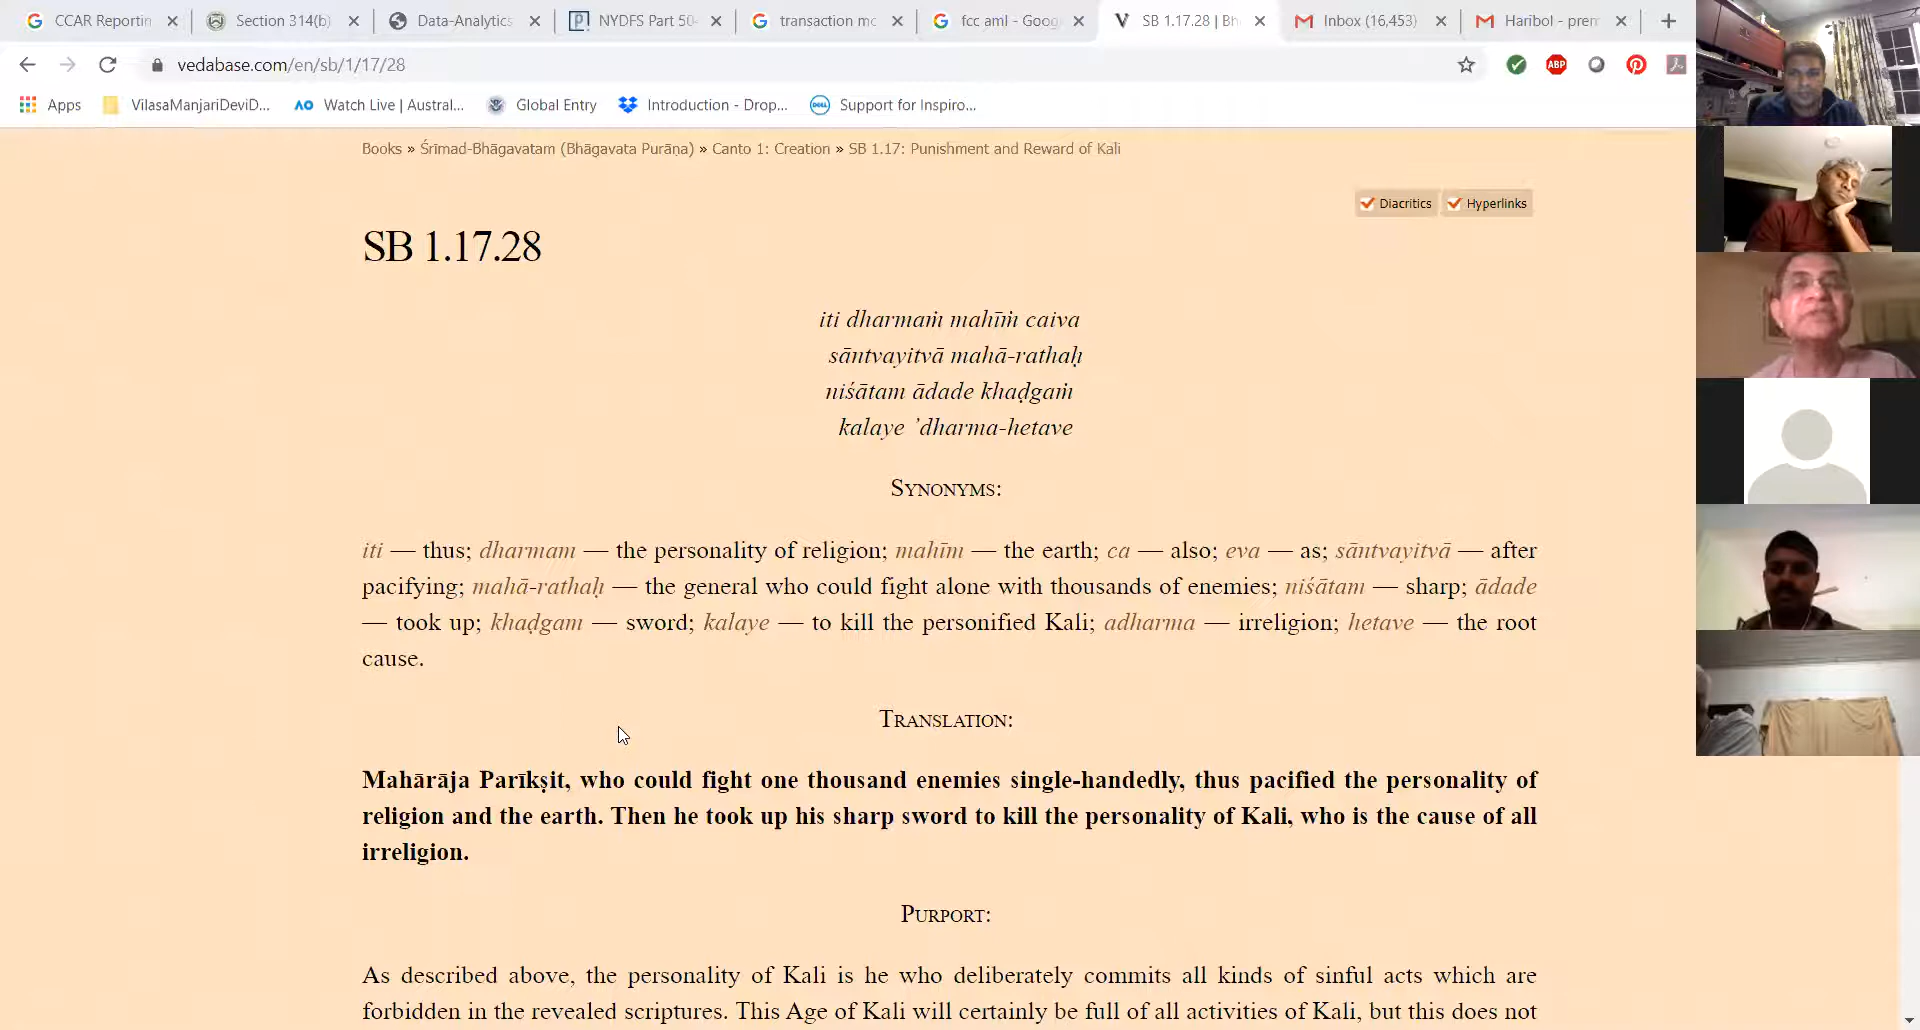 CCAR Reportin
Section 314(b)
Data-Analytics
NYDFS Part 50
transaction mo
fcc aml - Goog
SB 1.17.28 | Bh
Inbox (16,453)
Haribol - prem
vedabase.com/en/sb/1/17/28
ABP
Apps
VilasaManjariDeviD...
Watch Live | Austral...
Global Entry
Introduction - Drop...
Support for Inspiro...
Books » Śrīmad-Bhāgavatam (Bhāgavata Purāṇa) » Canto 1: Creation » SB 1.17: Punishment and Reward of Kali
Diacritics
Hyperlinks
SB 1.17.28
iti dharmaṁ mahīṁ caiva
sāntvayitvā mahā-rathaḥ
niśātam ādade khaḍgaṁ
kalaye ’dharma-hetave
Synonyms:
iti — thus; dharmam — the personality of religion; mahīm — the earth; ca — also; eva — as; sāntvayitvā — after
pacifying; mahā-rathaḥ — the general who could fight alone with thousands of enemies; niśātam — sharp; ādade
— took up; khaḍgam — sword; kalaye — to kill the personified Kali; adharma — irreligion; hetave — the root
cause.
Translation:
Mahārāja Parīkṣit, who could fight one thousand enemies single-handedly, thus pacified the personality of
religion and the earth. Then he took up his sharp sword to kill the personality of Kali, who is the cause of all
irreligion.
Purport:
As described above, the personality of Kali is he who deliberately commits all kinds of sinful acts which are
forbidden in the revealed scriptures. This Age of Kali will certainly be full of all activities of Kali, but this does not